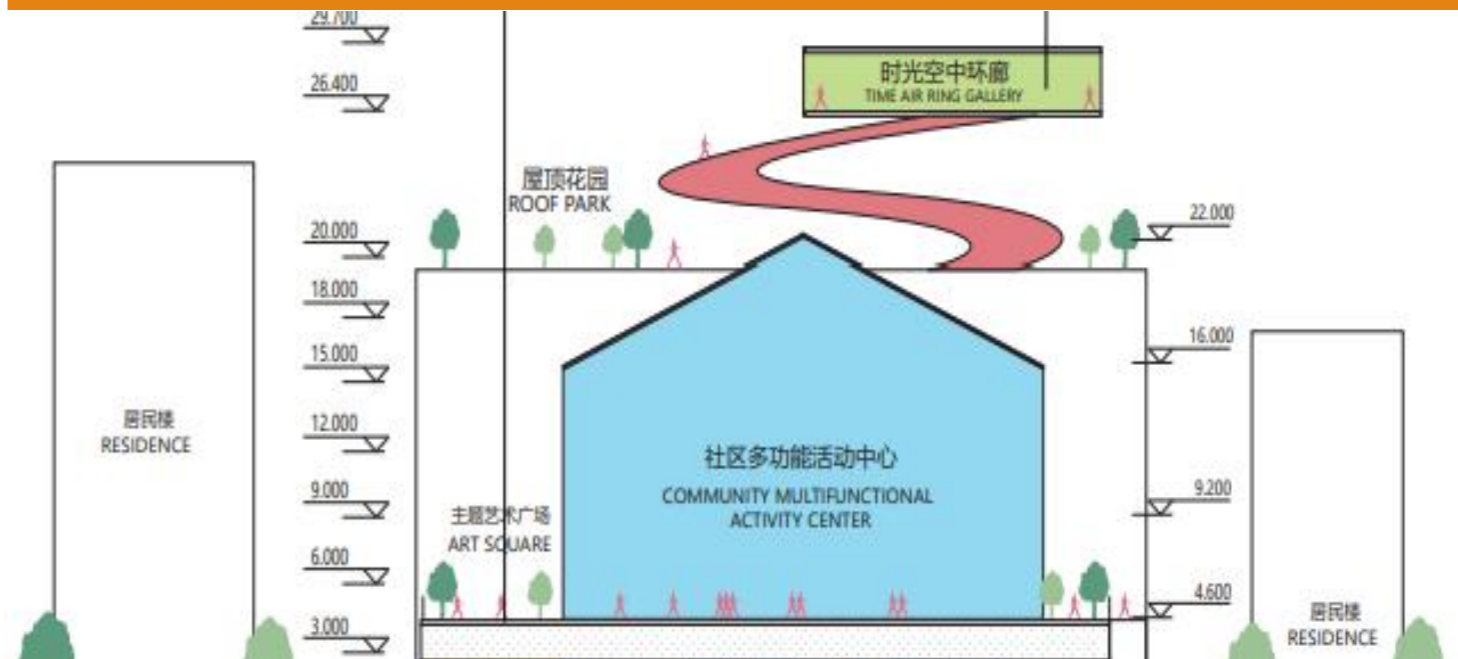 29.700
26.400
时光空中环廊
TIME AIR RING GALLERY
屋顶花园
ROOF PARK
20.000
22.000
18.000
15.000
16.000
居民楼
RESIDENCE
12.000
社区多功能活动中心
COMMUNITY MULTIFUNCTIONAL
ACTIVITY CENTER
9.000
9.200
主题艺术广场
ART SQUARE
6.000
4.600
3.000
居民楼
RESIDENCE